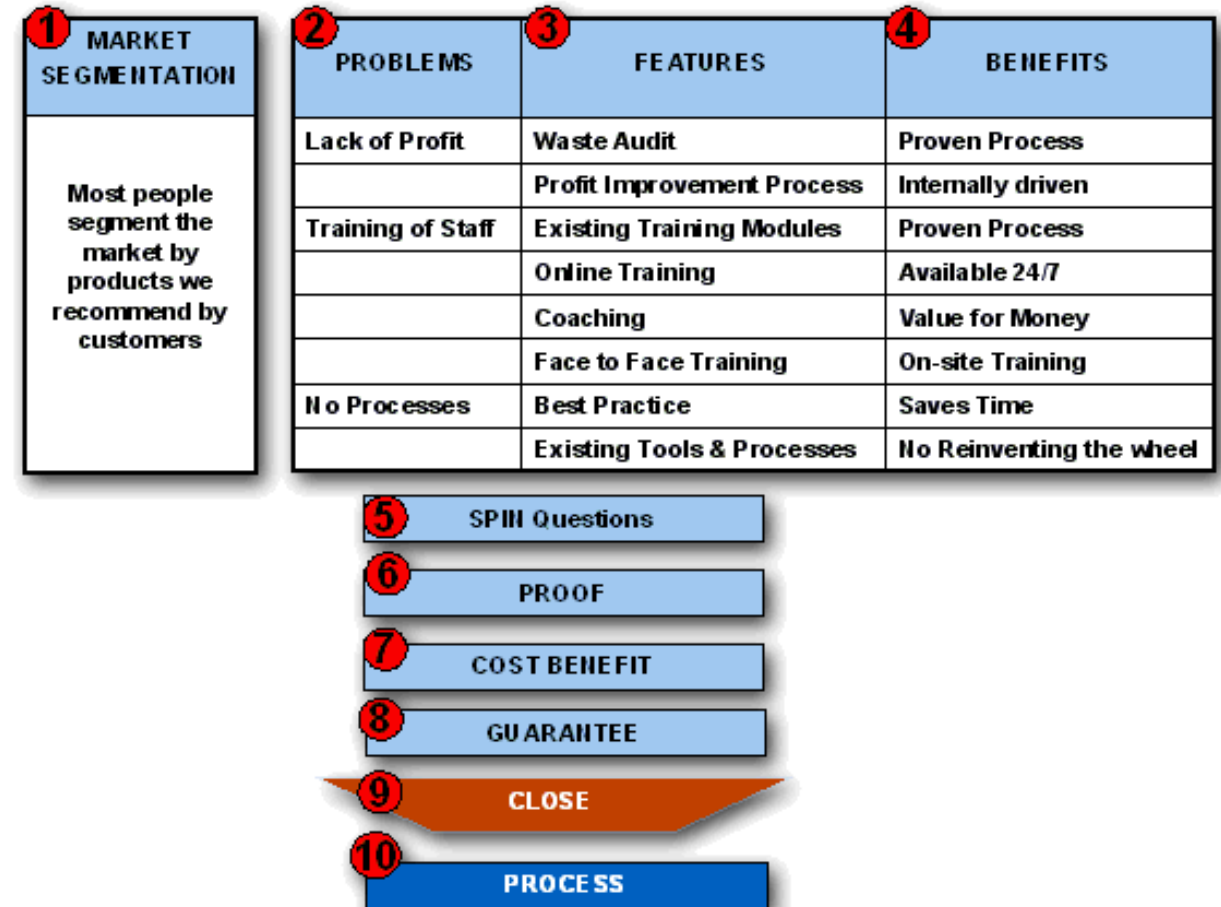 1
MARKET
SEGMENTATION
Most people
segment the
market by
products we
recommend by
customers
2 3 4
PROBLEMS FEATURES BENEFITS
Lack of Profit Waste Audit Proven Process
Profit Improvement Process Internally driven
Training of Staff Existing Training Modules Proven Process
Online Training Available 24/7
Coaching Value for Money
Face to Face Training On-site Training
No Processes Best Practice Saves Time
Existing Tools & Processes No Reinventing the wheel
5 SPIN Questions
6 PROOF
7 COST BENEFIT
8 GUARANTEE
9 CLOSE
10 PROCESS